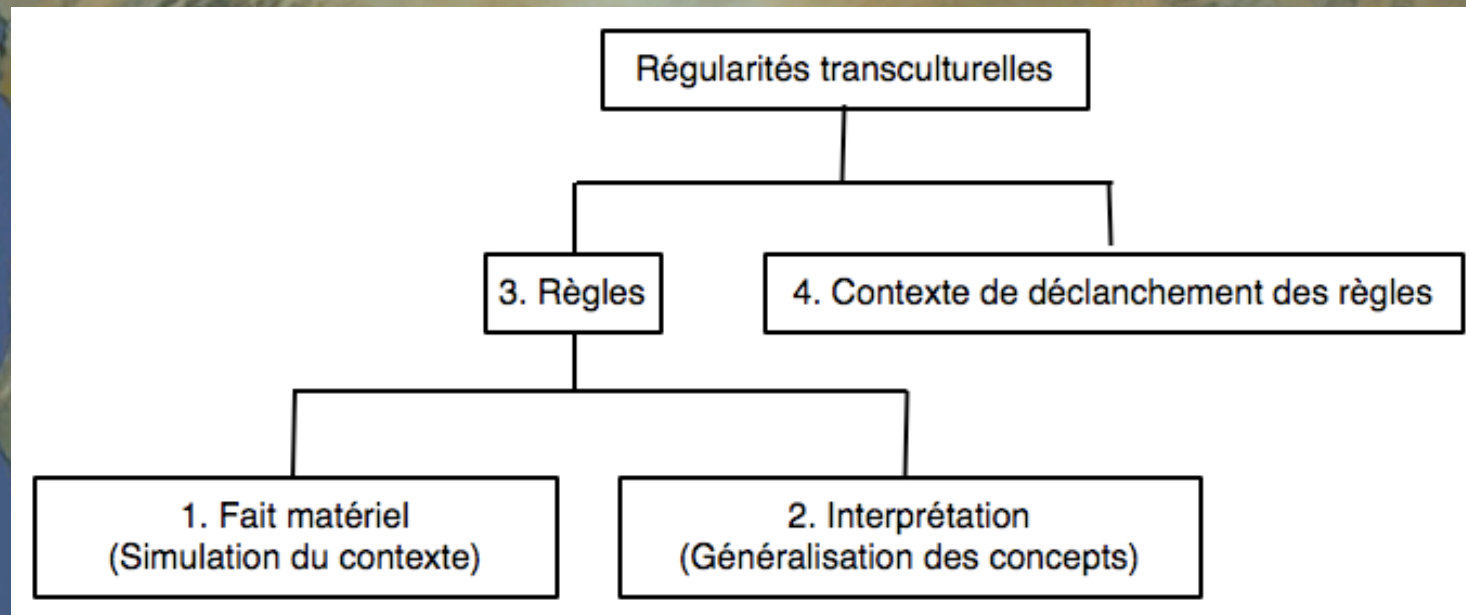 Régularités transculturelles
3. Règles
4. Contexte de déclanchement des règles
1. Fait matériel
(Simulation du contexte)
2. Interprétation
(Généralisation des concepts)